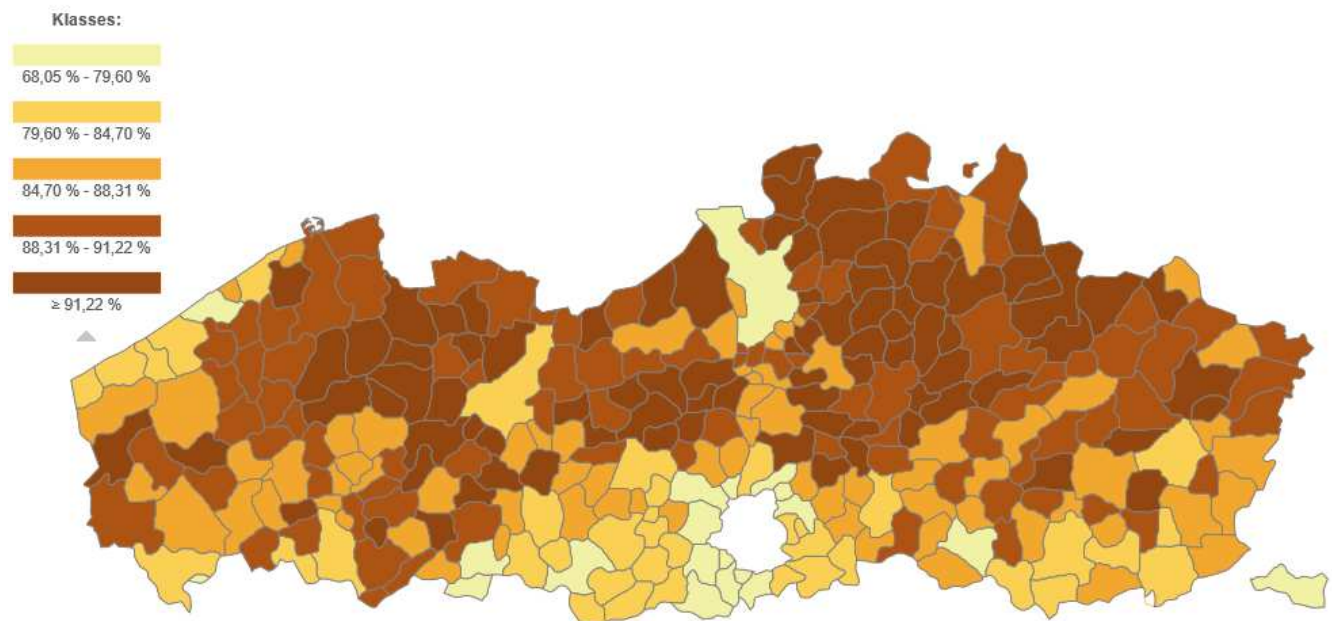 Klasses:
68,05 % - 79,60 %
79,60 % - 84,70 %
84,70 % - 88,31 %
88,31 % - 91,22 %
≥ 91,22 %